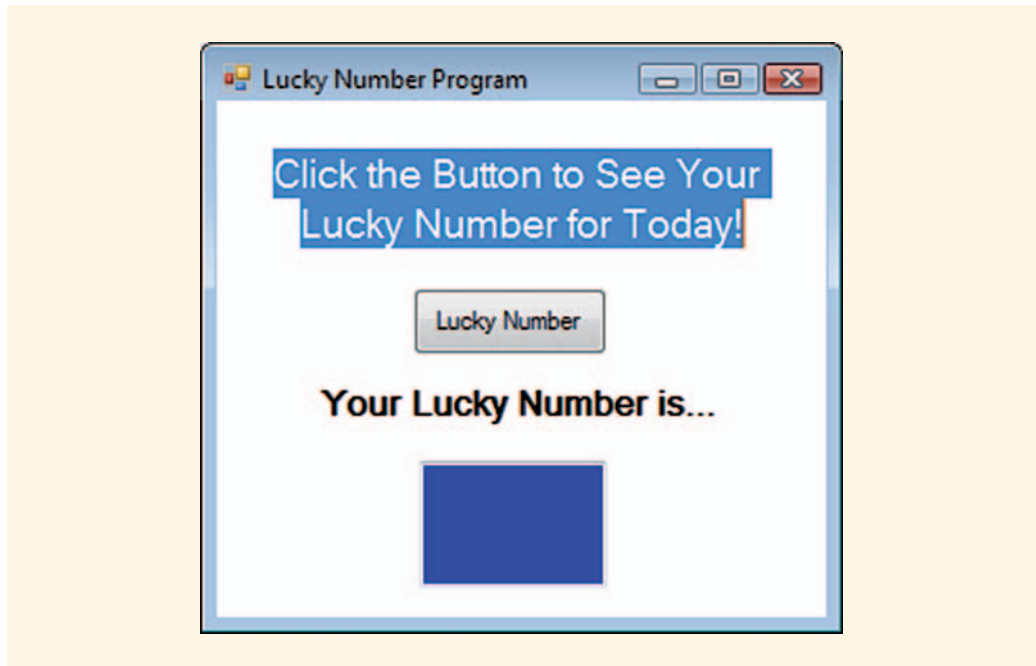 Lucky Number Program
Click the Button to See Your
Lucky Number for Today!
Lucky Number
Your Lucky Number is...